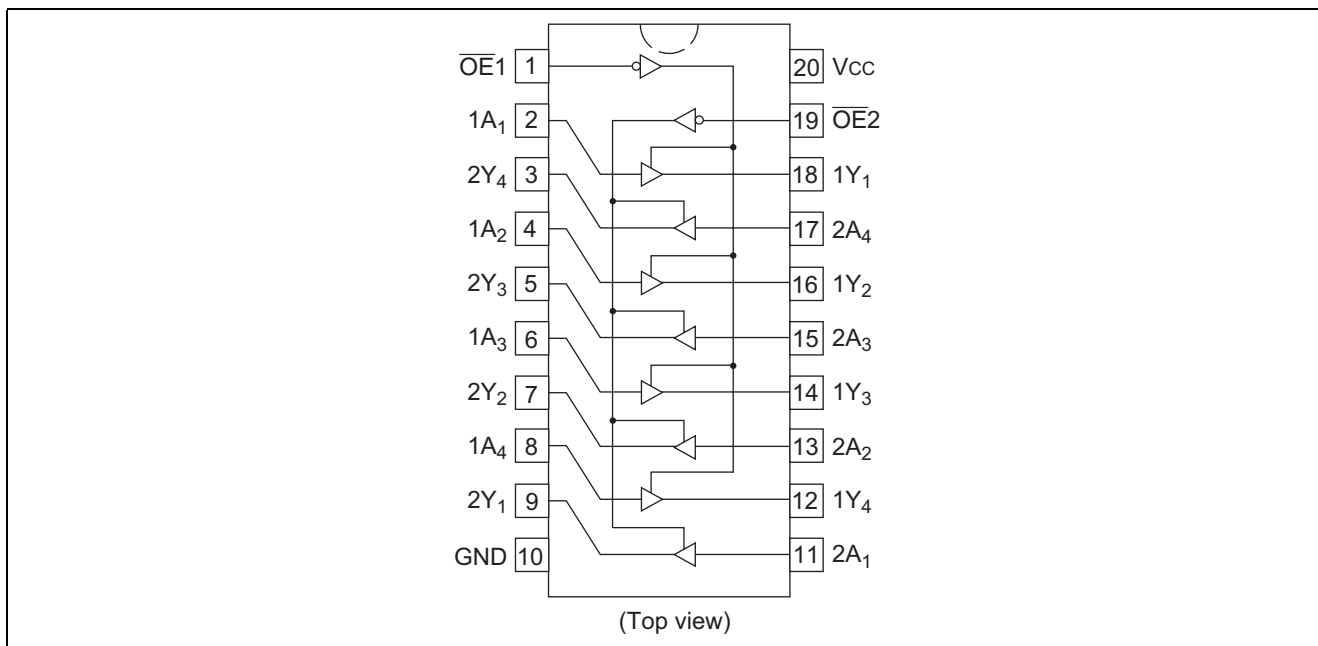 O̅E̅1 1 20 VCC
1A₁ 2 19 O̅E̅2
2Y₄ 3 18 1Y₁
1A₂ 4 17 2A₄
2Y₃ 5 16 1Y₂
1A₃ 6 15 2A₃
2Y₂ 7 14 1Y₃
1A₄ 8 13 2A₂
2Y₁ 9 12 1Y₄
GND 10 11 2A₁
(Top view)